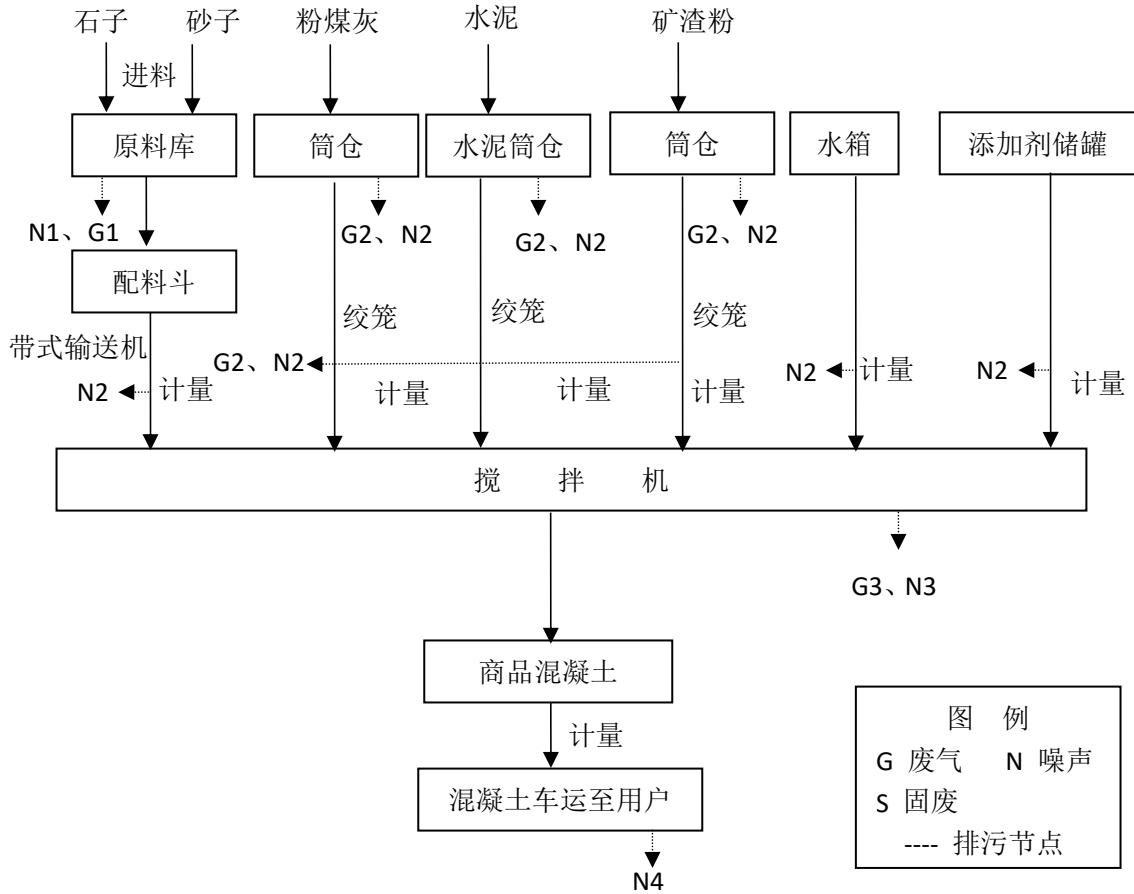 石子 砂子 粉煤灰 水泥 矿渣粉
进料
原料库 筒仓 水泥筒仓 筒仓 水箱 添加剂储罐
N1、G1 G2、N2 G2、N2 G2、N2
配料斗
绞笼 绞笼 绞笼
带式输送机
G2、N2 N2 计量 N2
N2 计量 计量 计量 计量 计量
搅 拌 机
G3、N3
商品混凝土
计量
混凝土车运至用户
N4
图 例
G 废气 N 噪声
S 固废
---- 排污节点